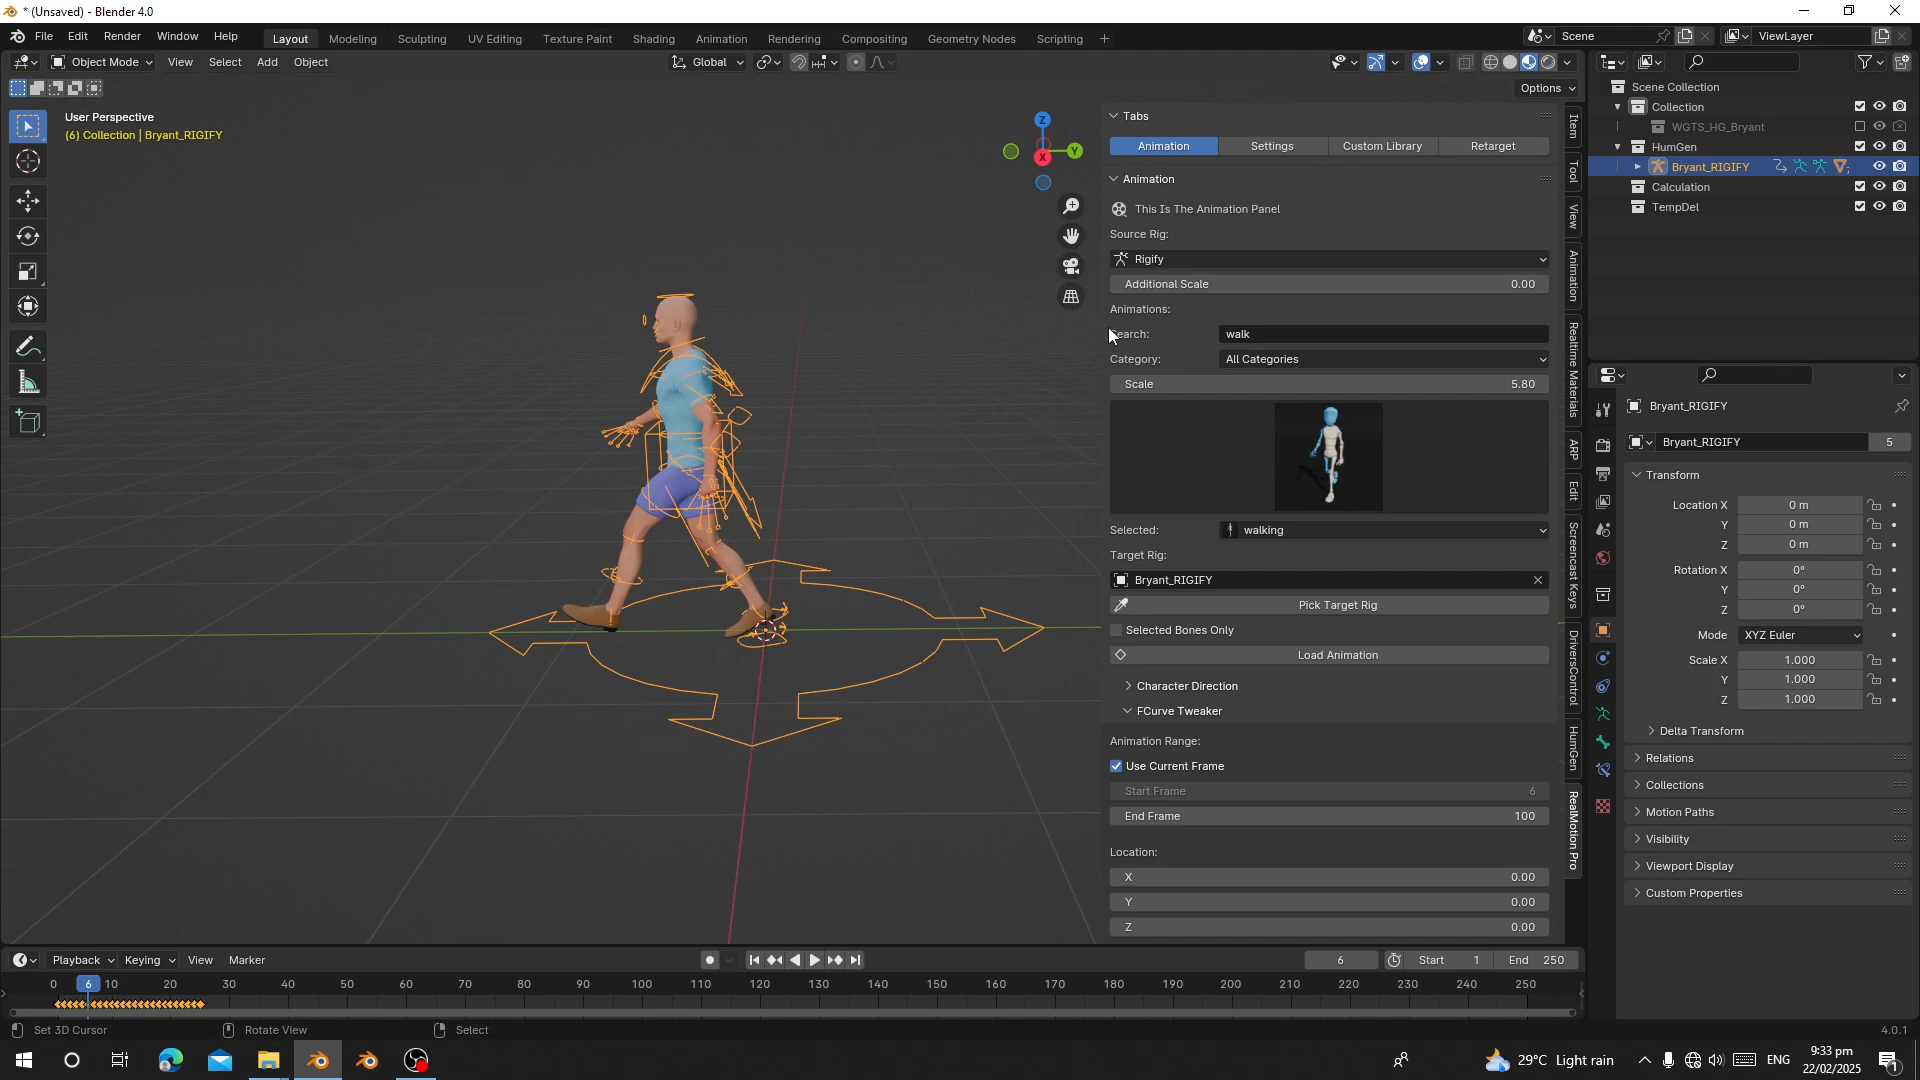 * (Unsaved) - Blender 4.0
File Edit Render Window Help
Layout Modeling Sculpting UV Editing Texture Paint Shading Animation Rendering Compositing Geometry Nodes Scripting +
Scene
ViewLayer
Object Mode View Select Add Object
Global
Options
User Perspective
(6) Collection | Bryant_RIGIFY
Z
Y
X
Tabs
Animation Settings Custom Library Retarget
Animation
This Is The Animation Panel
Source Rig:
Rigify
Additional Scale 0.00
Animations:
walk
Category: All Categories
Scale 5.80
Selected: walking
Target Rig:
Bryant_RIGIFY
Pick Target Rig
Selected Bones Only
Load Animation
Character Direction
FCurve Tweaker
Animation Range:
Use Current Frame
Start Frame 6
End Frame 100
Location:
X 0.00
Y 0.00
Z 0.00
Item
Tool
View
Animation
Realtime Materials
ARP
Edit
Screencast Keys
DriversControl
HumGen
RealMotion Pro
Scene Collection
Collection
WGTS_HG_Bryant
HumGen
Bryant_RIGIFY
Calculation
TempDel
Bryant_RIGIFY
Bryant_RIGIFY 5
Transform
Location X 0 m
Y 0 m
Z 0 m
Rotation X 0°
Y 0°
Z 0°
Mode XYZ Euler
Scale X 1.000
Y 1.000
Z 1.000
Delta Transform
Relations
Collections
Motion Paths
Visibility
Viewport Display
Custom Properties
Playback Keying View Marker
6 Start 1 End 250
0 6 10 20 30 40 50 60 70 80 90 100 110 120 130 140 150 160 170 180 190 200 210 220 230 240 250
Set 3D Cursor Rotate View Select
4.0.1
29°C Light rain
ENG
9:33 pm
22/02/2025
1